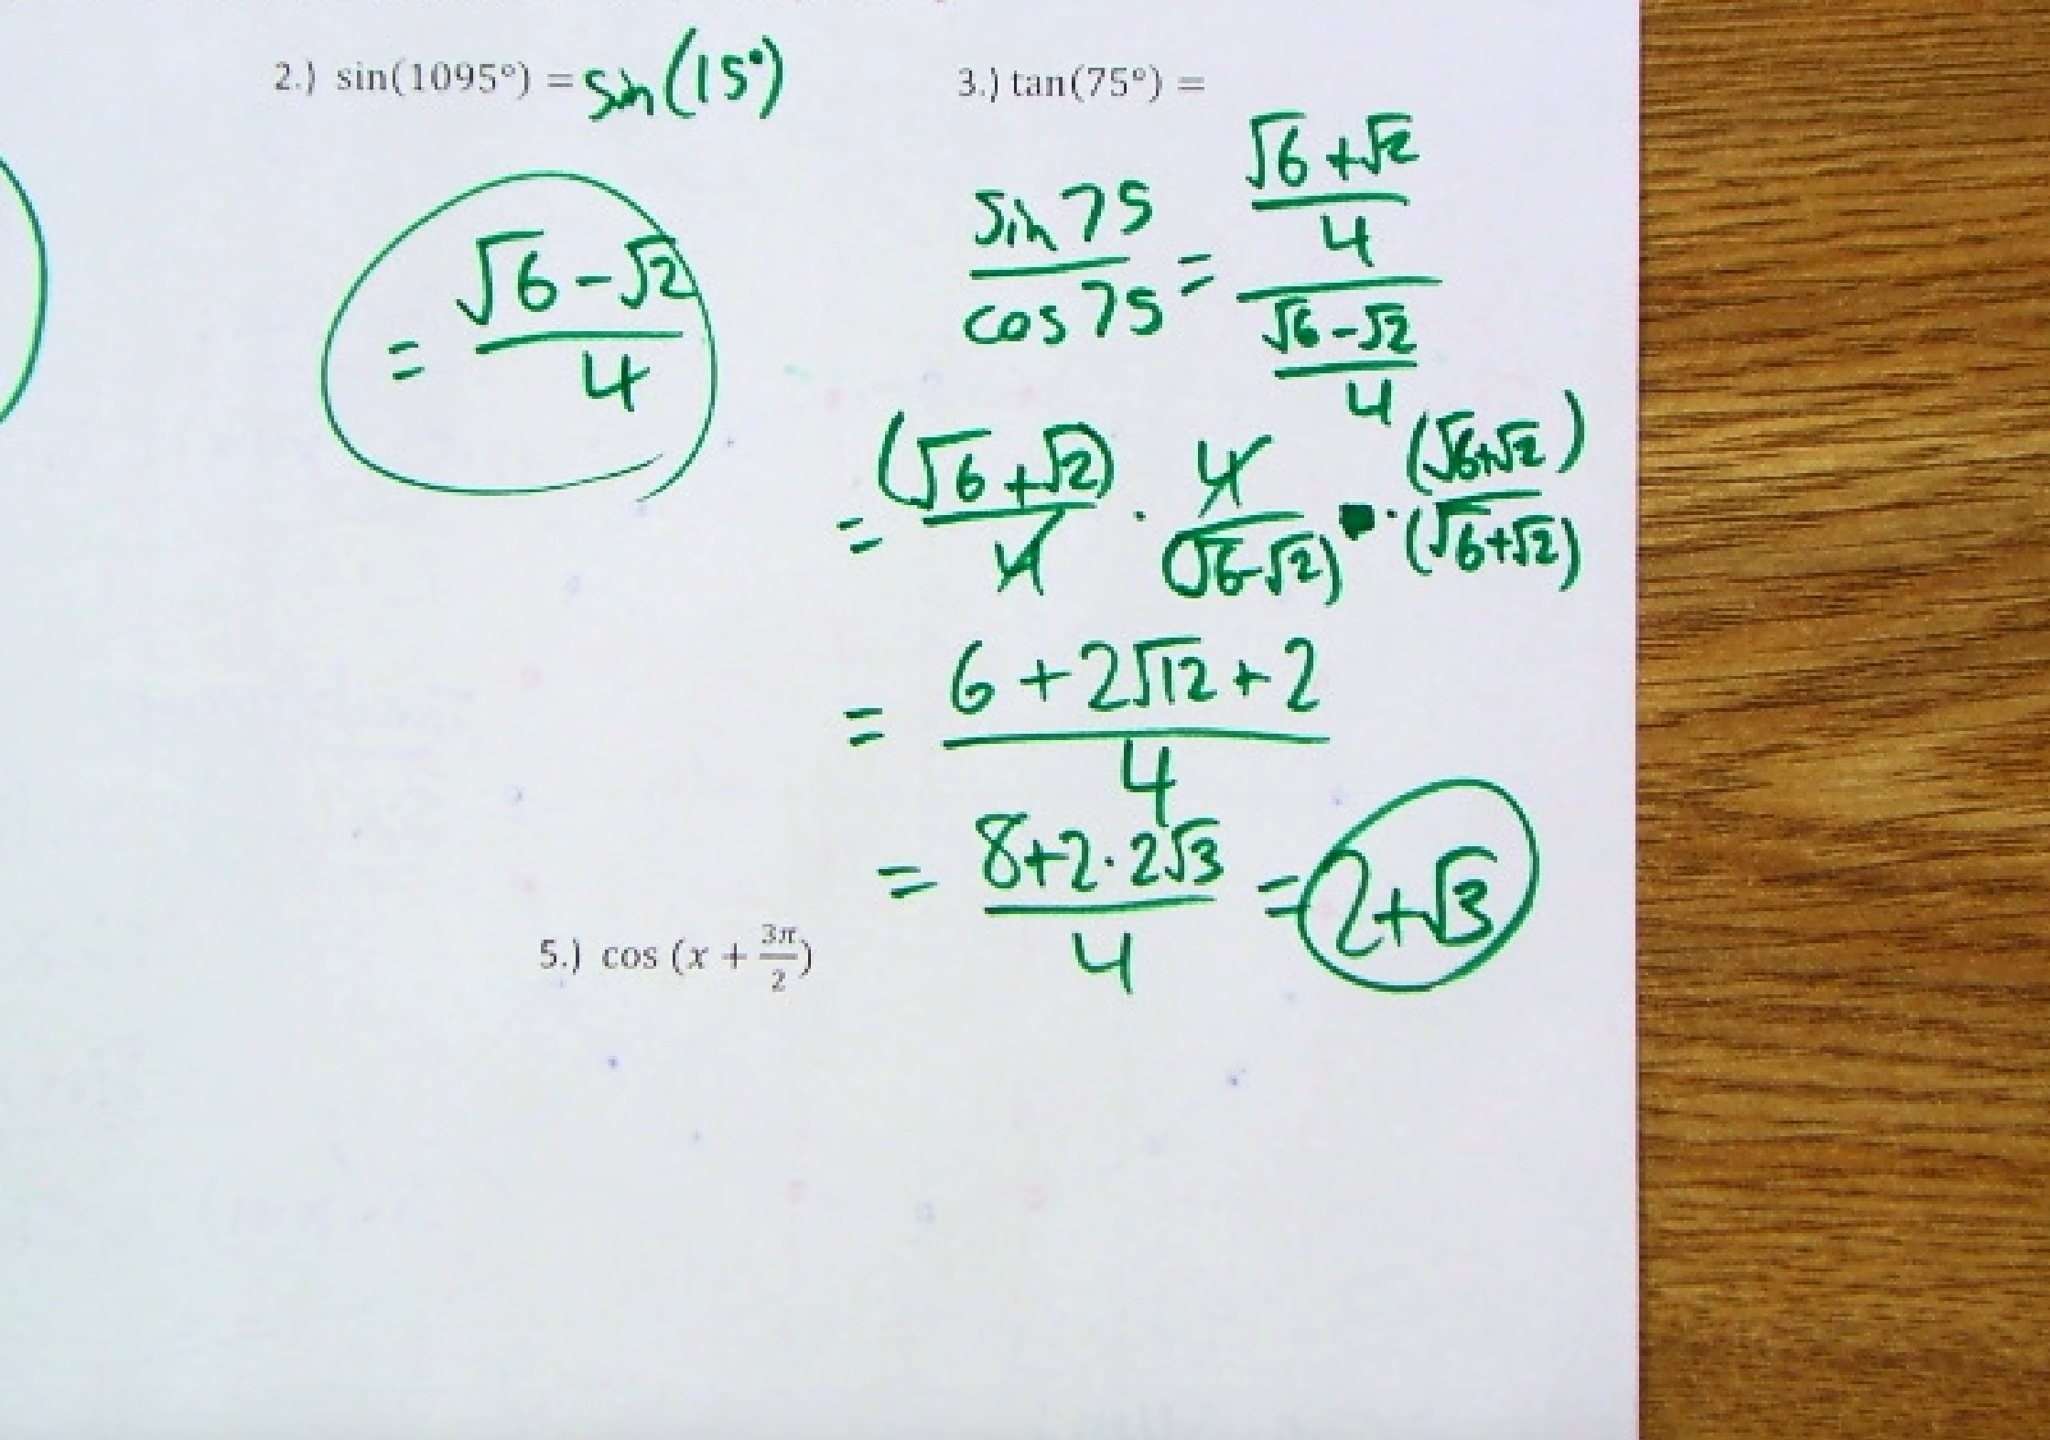 2.) sin(1095°) = sin(15°)
= √6 - √2 / 4
3.) tan(75°) =
sin 75 / cos 75 = (√6 + √2 / 4) / (√6 - √2 / 4)
= (√6 + √2) / 4 · 4 / (√6 - √2) · (√6 + √2) / (√6 + √2)
= 6 + 2√12 + 2 / 4
= 8 + 2 · 2√3 / 4 = 2 + √3
5.) cos (x + 3π/2)